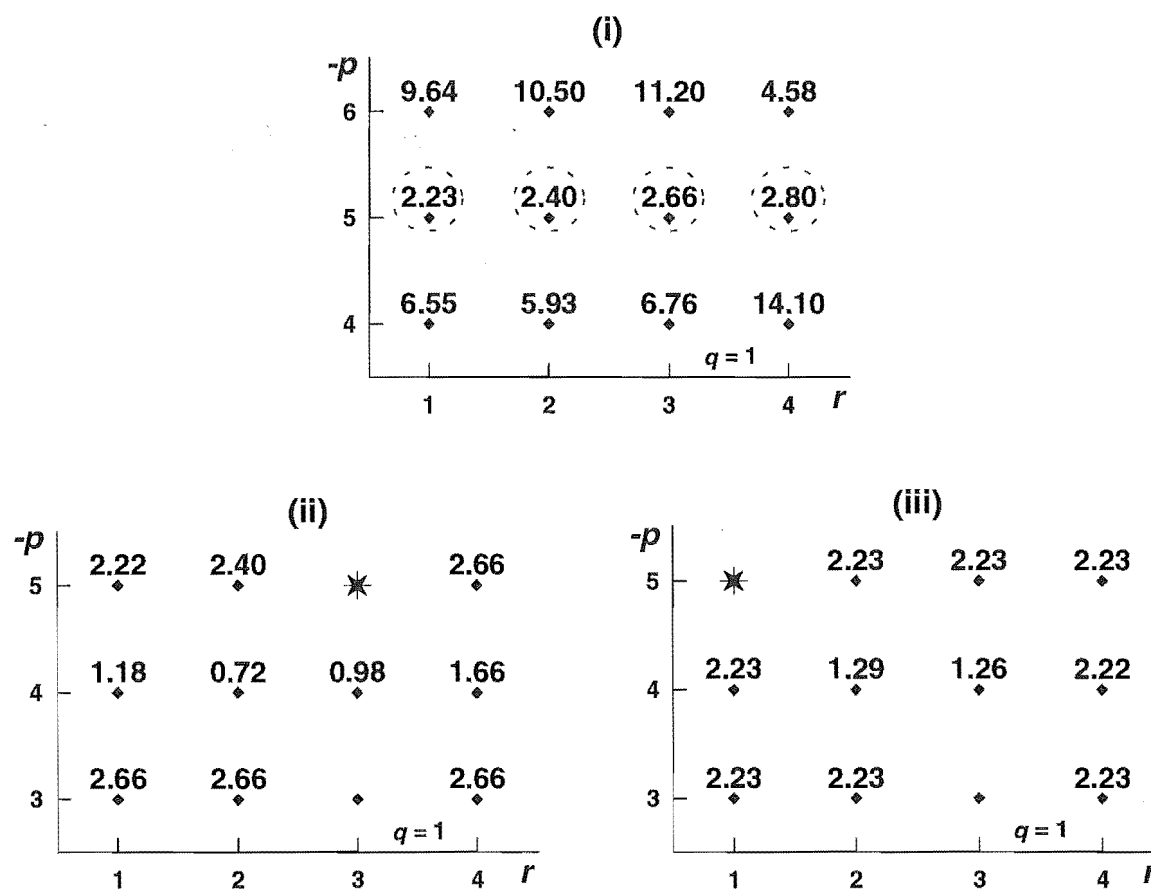 (i)
-p
9.64 10.50 11.20 4.58
6
2.23 2.40 2.66 2.80
5
6.55 5.93 6.76 14.10
4
q = 1
1 2 3 4 r
(ii)
-p
2.22 2.40 2.66
5
1.18 0.72 0.98 1.66
4
2.66 2.66 2.66
3
q = 1
1 2 3 4 r
(iii)
-p
2.23 2.23 2.23
5
2.23 1.29 1.26 2.22
4
2.23 2.23 2.23
3
q = 1
1 2 3 4 r